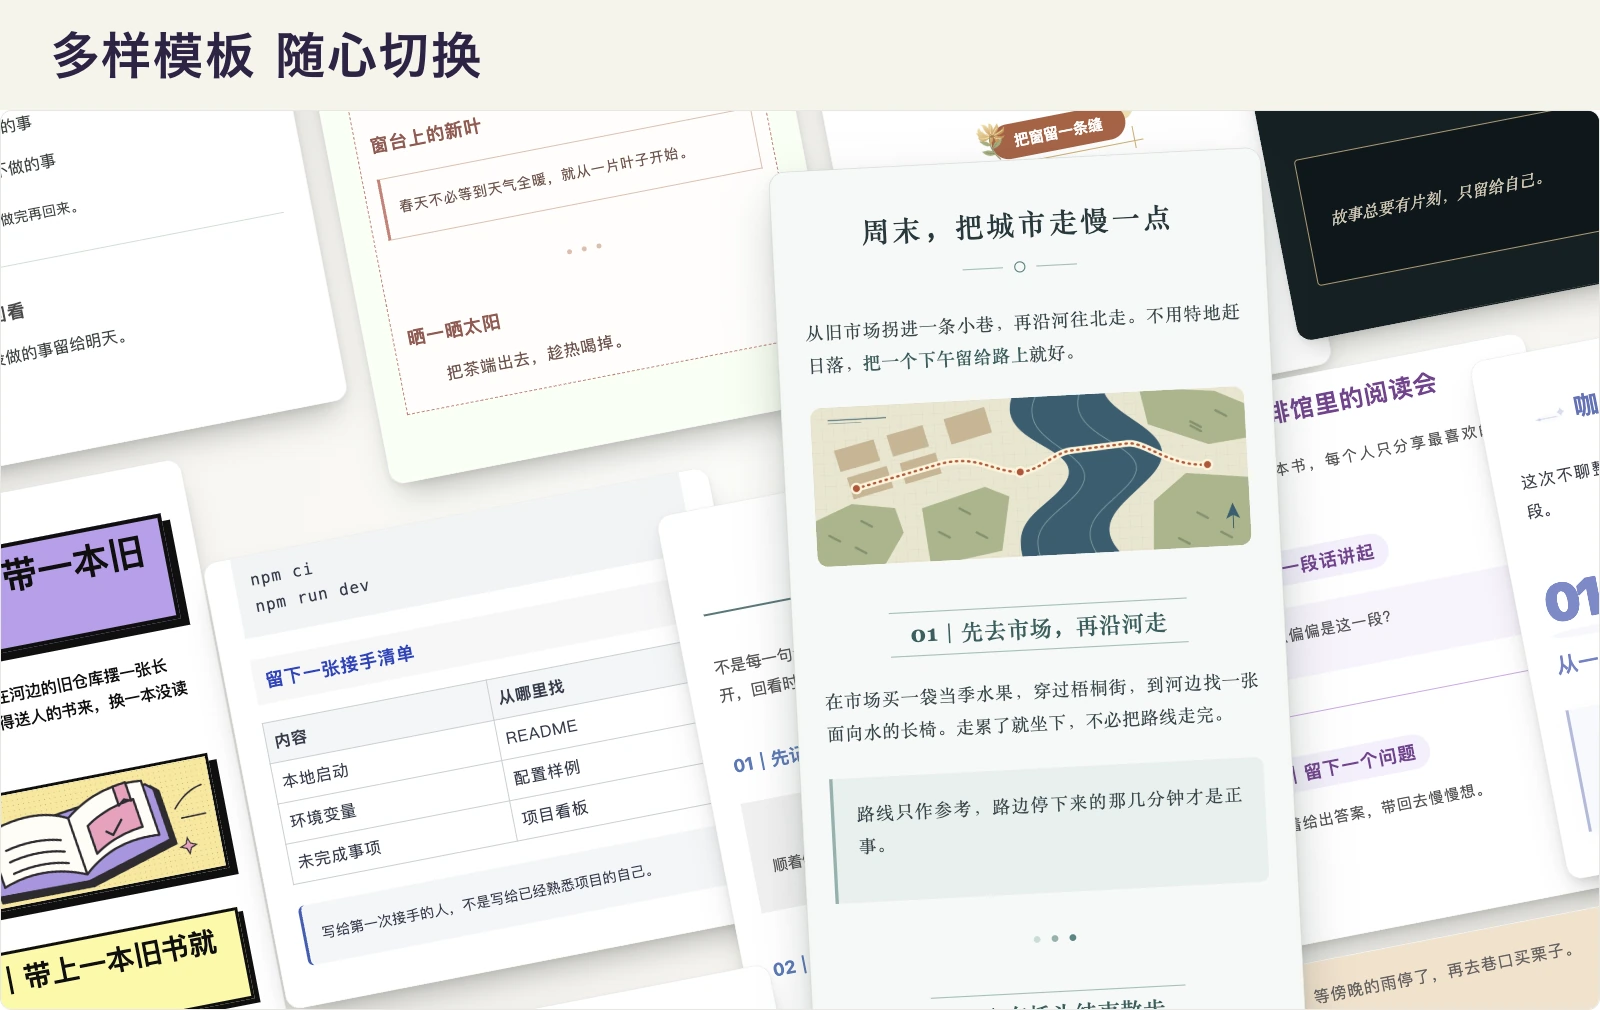 多样模板 随心切换
的事
不做的事
做完再回来。
看
做的事留给明天。
窗台上的新叶
春天不必等到天气全暖，就从一片叶子开始。
晒一晒太阳
把茶端出去，趁热喝掉。
把窗留一条缝
故事总要有片刻，只留给自己。
周末，把城市走慢一点
从旧市场拐进一条小巷，再沿河往北走。不用特地赶
日落，把一个下午留给路上就好。
01 | 先去市场，再沿河走
在市场买一袋当季水果，穿过梧桐街，到河边找一张
面向水的长椅。走累了就坐下，不必把路线走完。
路线只作参考，路边停下来的那几分钟才是正
事。
带一本旧
在河边的旧仓库摆一张长
得送人的书来，换一本没读
| 带上一本旧书就
npm ci
npm run dev
留下一张接手清单
内容
从哪里找
本地启动
README
环境变量
配置样例
未完成事项
项目看板
写给第一次接手的人，不是写给已经熟悉项目的自己。
不是每一句
开，回看时
01 | 先记
顺着
02 |
啡馆里的阅读会
本书，每个人只分享最喜欢
一段话讲起
偏偏是这一段？
| 留下一个问题
着给出答案，带回去慢慢想。
咖
这次不聊整
段。
01
从一
等傍晚的雨停了，再去巷口买栗子。